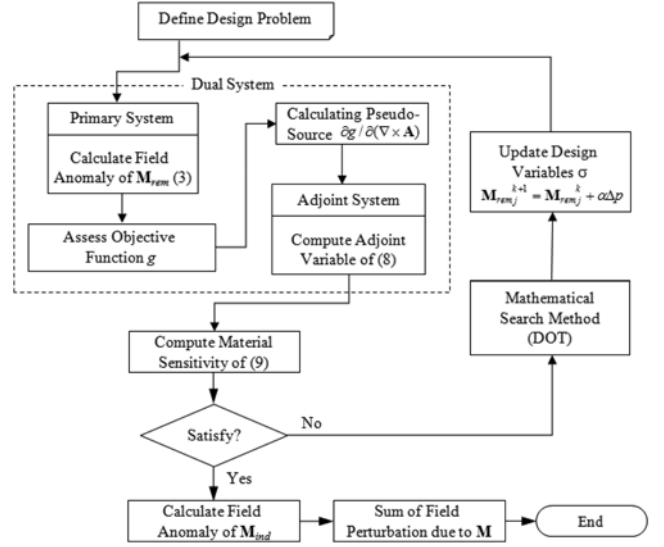 Define Design Problem
Dual System
Primary System
Calculate Field
Anomaly of M_rem (3)
Assess Objective
Function g
Calculating Pseudo-
Source ∂g/∂(∇×A)
Adjoint System
Compute Adjoint
Variable of (8)
Update Design
Variables σ
M_rem_j^k+1 = M_rem_j^k + αΔp
Mathematical
Search Method
(DOT)
Compute Material
Sensitivity of (9)
Satisfy?
No
Yes
Calculate Field
Anomaly of M_ind
Sum of Field
Perturbation due to M
End